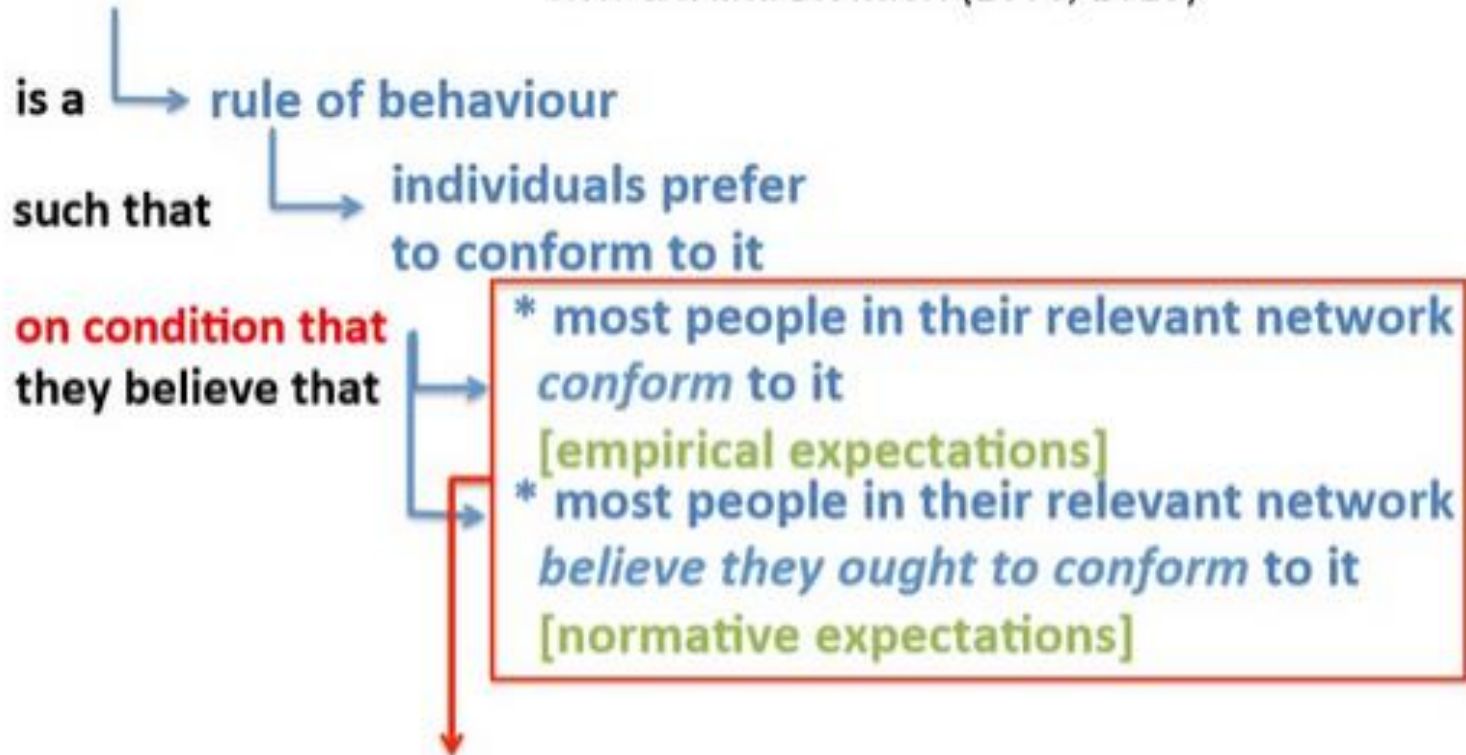 is a rule of behaviour
such that individuals prefer
to conform to it
on condition that
they believe that
* most people in their relevant network
conform to it
[empirical expectations]
* most people in their relevant network
believe they ought to conform to it
[normative expectations]